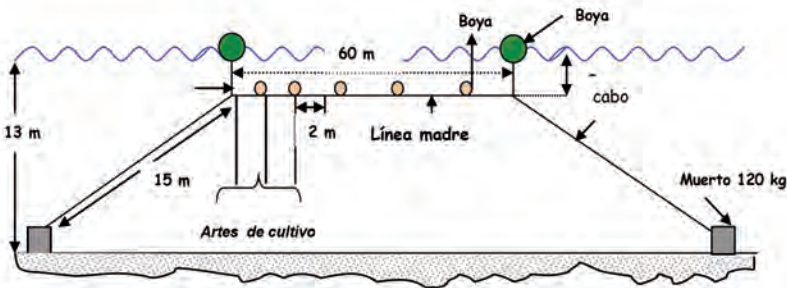 Boya
Boya
60 m
cabo
13 m
2 m
Línea madre
15 m
Muerto 120 kg
Artes de cultivo